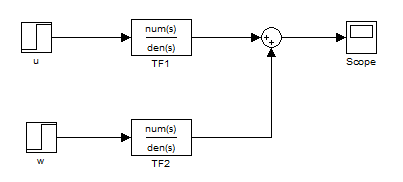 num(s)
den(s)
u
TF1
+
+
Scope
num(s)
den(s)
w
TF2